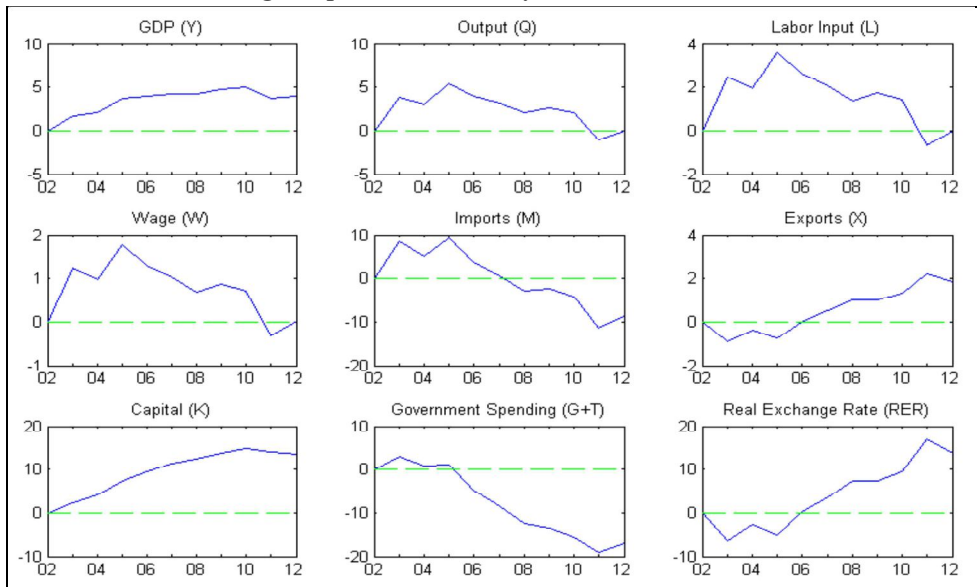 GDP (Y)
Output (Q)
Labor Input (L)
10
5
0
-5
02 04 06 08 10 12
10
5
0
-5
02 04 06 08 10 12
4
2
0
-2
02 04 06 08 10 12
Wage (W)
Imports (M)
Exports (X)
2
1
0
-1
02 04 06 08 10 12
10
0
-10
-20
02 04 06 08 10 12
4
2
0
-2
02 04 06 08 10 12
Capital (K)
Government Spending (G+T)
Real Exchange Rate (RER)
20
10
0
-10
02 04 06 08 10 12
10
0
-10
-20
02 04 06 08 10 12
20
10
0
-10
02 04 06 08 10 12